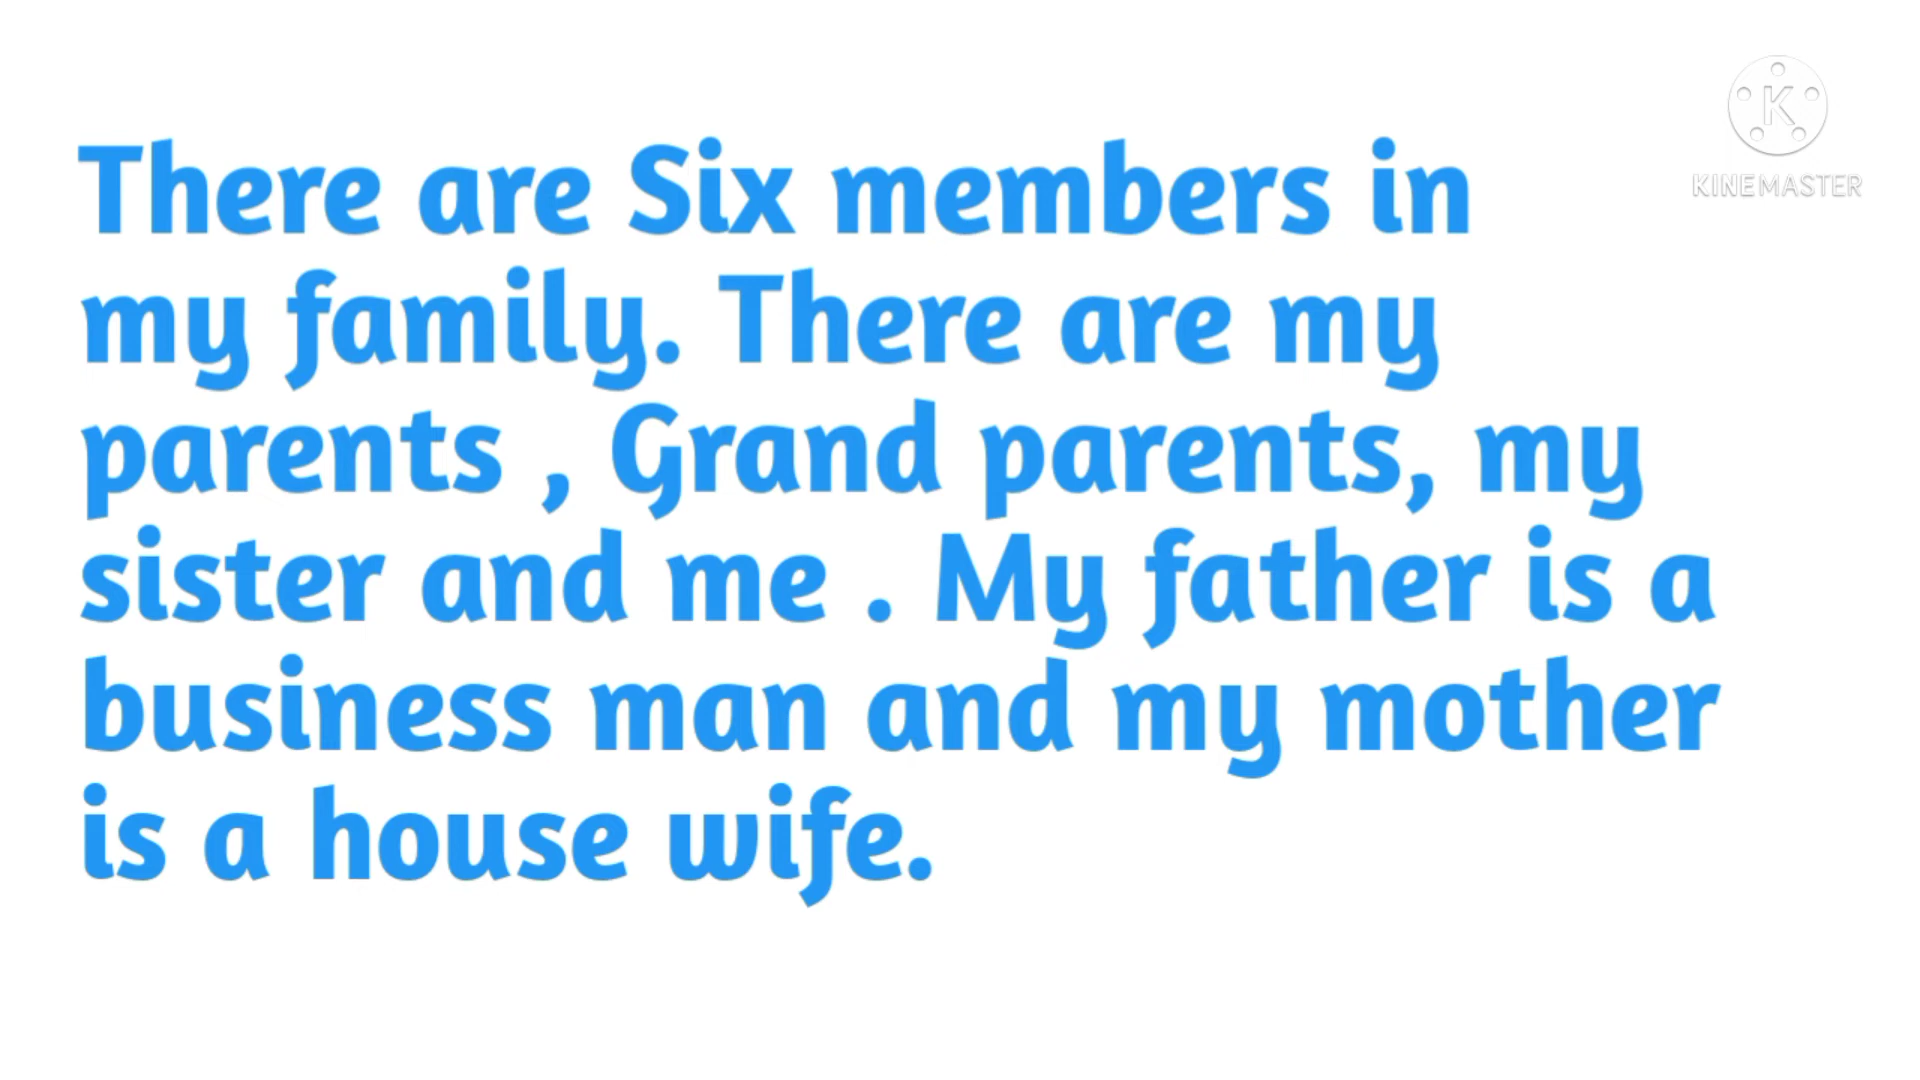 There are Six members in
my family. There are my
parents , Grand parents, my
sister and me . My father is a
business man and my mother
is a house wife.
K
KINEMASTER